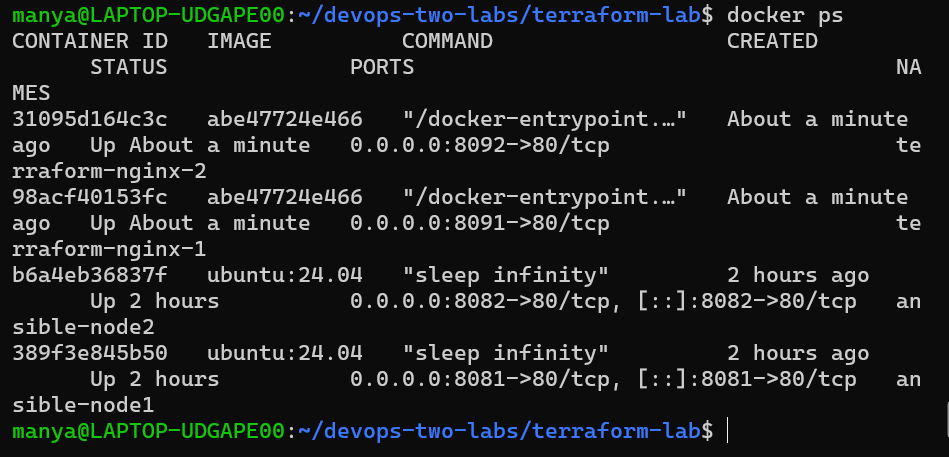 manya@LAPTOP-UDGAPE00:~/devops-two-labs/terraform-lab$ docker ps
CONTAINER ID   IMAGE          COMMAND                  CREATED
      STATUS              PORTS                                     NA
MES
31095d164c3c   abe47724e466   "/docker-entrypoint.…"   About a minute
ago   Up About a minute   0.0.0.0:8092->80/tcp                      te
rraform-nginx-2
98acf40153fc   abe47724e466   "/docker-entrypoint.…"   About a minute
ago   Up About a minute   0.0.0.0:8091->80/tcp                      te
rraform-nginx-1
b6a4eb36837f   ubuntu:24.04   "sleep infinity"         2 hours ago
      Up 2 hours          0.0.0.0:8082->80/tcp, [::]:8082->80/tcp   an
sible-node2
389f3e845b50   ubuntu:24.04   "sleep infinity"         2 hours ago
      Up 2 hours          0.0.0.0:8081->80/tcp, [::]:8081->80/tcp   an
sible-node1
manya@LAPTOP-UDGAPE00:~/devops-two-labs/terraform-lab$